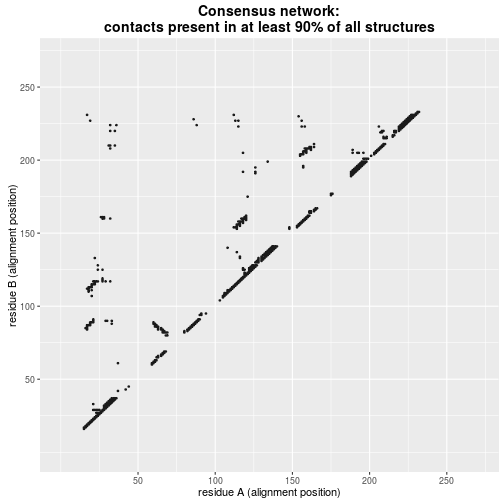 Consensus network:
contacts present in at least 90% of all structures
residue B (alignment position)
250
200
150
100
50
50
100
150
200
250
residue A (alignment position)